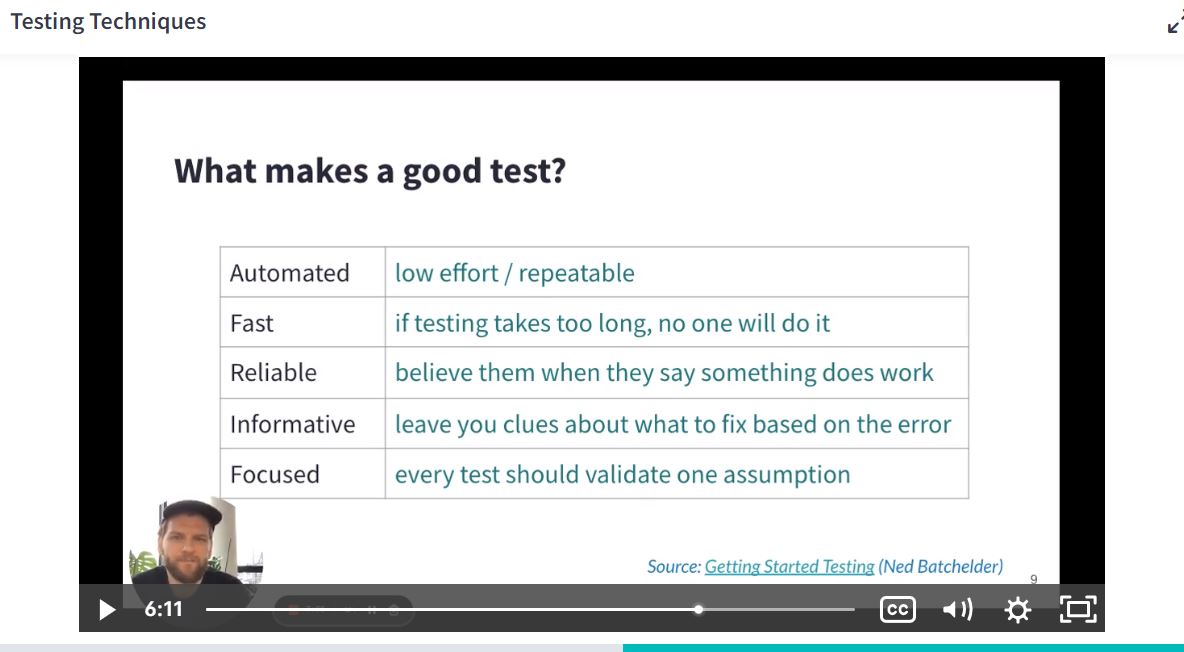 Testing Techniques
What makes a good test?
Automated low effort / repeatable
Fast if testing takes too long, no one will do it
Reliable believe them when they say something does work
Informative leave you clues about what to fix based on the error
Focused every test should validate one assumption
Source: Getting Started Testing (Ned Batchelder)
9
6:11 CC